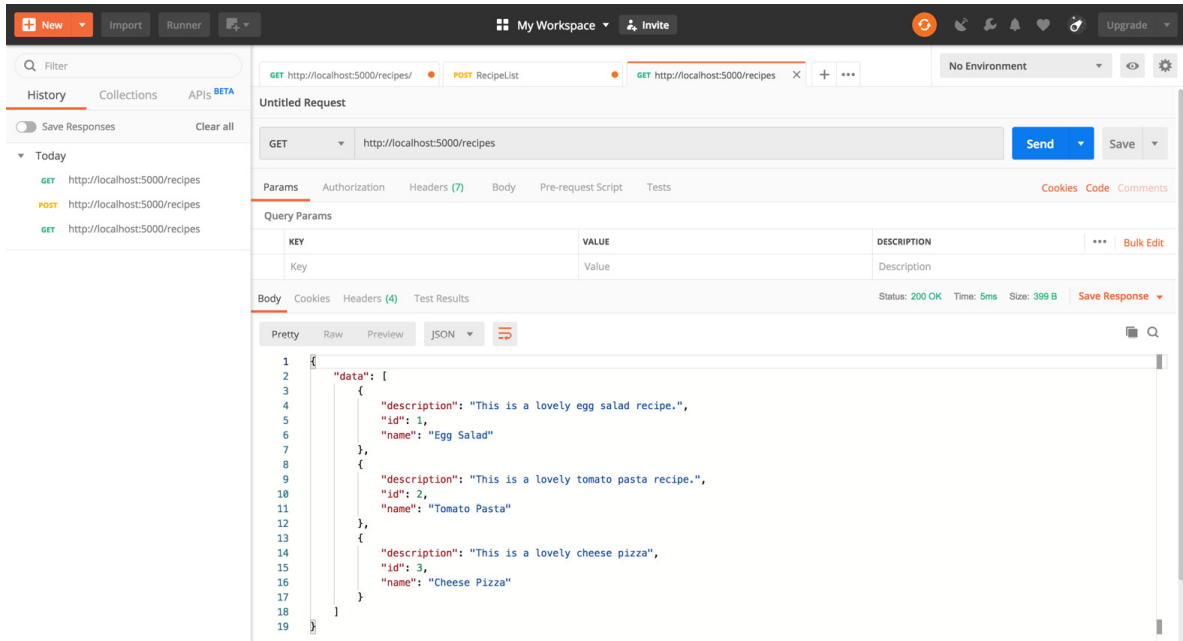 New Import Runner My Workspace Invite Upgrade
Filter
History Collections APIs BETA
Save Responses Clear all
Today
GET http://localhost:5000/recipes
POST http://localhost:5000/recipes
GET http://localhost:5000/recipes
GET http://localhost:5000/recipes/ POST RecipeList GET http://localhost:5000/recipes No Environment
Untitled Request
GET http://localhost:5000/recipes Send Save
Params Authorization Headers (7) Body Pre-request Script Tests Cookies Code Comments
Query Params
KEY VALUE DESCRIPTION Bulk Edit
Key Value Description
Body Cookies Headers (4) Test Results Status: 200 OK Time: 5ms Size: 399 B Save Response
Pretty Raw Preview JSON
1 {
2 "data": [
3 {
4 "description": "This is a lovely egg salad recipe.",
5 "id": 1,
6 "name": "Egg Salad"
7 },
8 {
9 "description": "This is a lovely tomato pasta recipe.",
10 "id": 2,
11 "name": "Tomato Pasta"
12 },
13 {
14 "description": "This is a lovely cheese pizza",
15 "id": 3,
16 "name": "Cheese Pizza"
17 }
18 ]
19 }